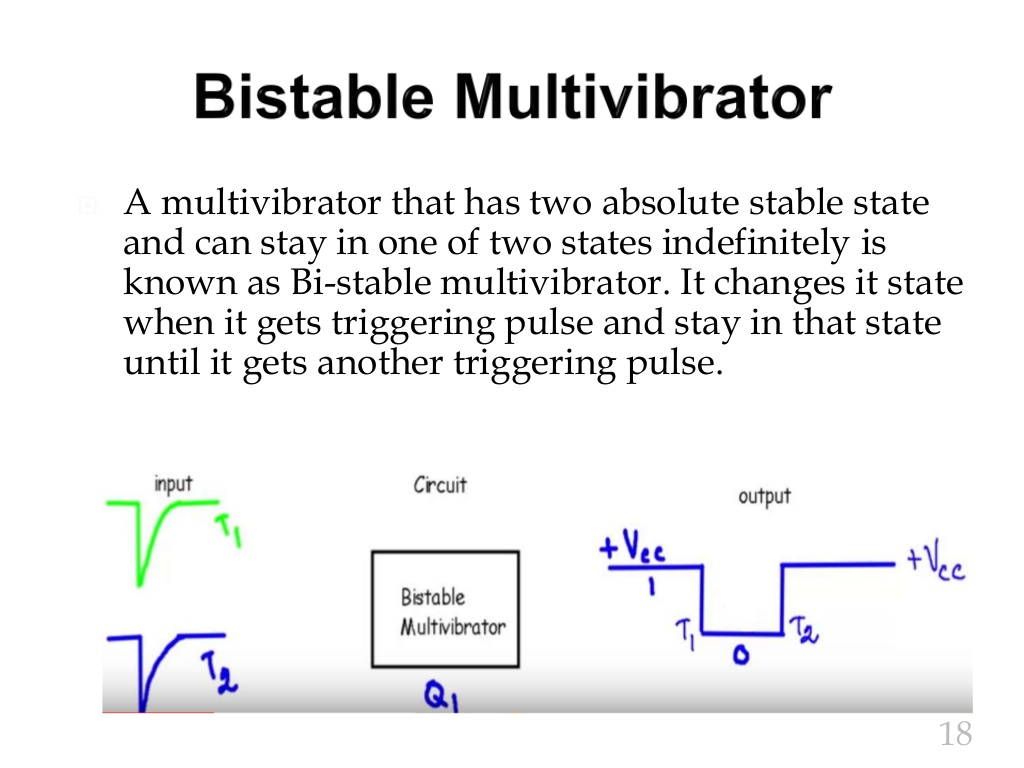 Bistable Multivibrator
A multivibrator that has two absolute stable state
and can stay in one of two states indefinitely is
known as Bi-stable multivibrator. It changes it state
when it gets triggering pulse and stay in that state
until it gets another triggering pulse.
input
Circuit
output
T1
+Vcc
1
+Vcc
Bistable
Multivibrator
T1
T2
0
T2
Q1
18